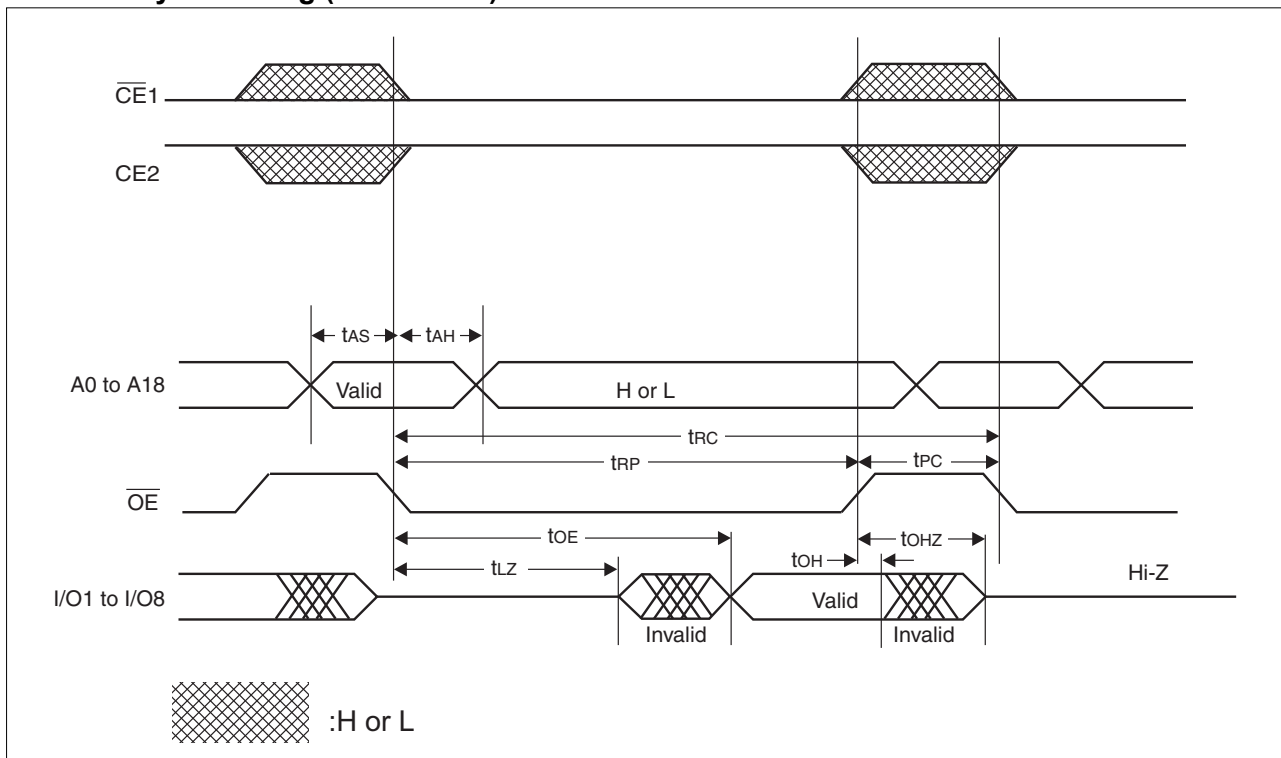 CE1
CE2
tAS tAH
A0 to A18 Valid H or L
tRC
tRP tPC
OE
tOE tOHZ
tLZ tOH
Hi-Z
I/O1 to I/O8 Valid
Invalid Invalid
:H or L